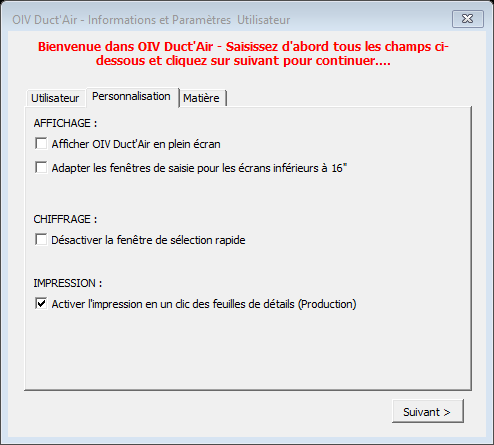 OIV Duct'Air - Informations et Paramètres Utilisateur
Bienvenue dans OIV Duct'Air - Saisissez d'abord tous les champs ci-
dessous et cliquez sur suivant pour continuer....
Utilisateur Personnalisation Matière
AFFICHAGE :
Afficher OIV Duct'Air en plein écran
Adapter les fenêtres de saisie pour les écrans inférieurs à 16"
CHIFFRAGE :
Désactiver la fenêtre de sélection rapide
IMPRESSION :
Activer l'impression en un clic des feuilles de détails (Production)
Suivant >